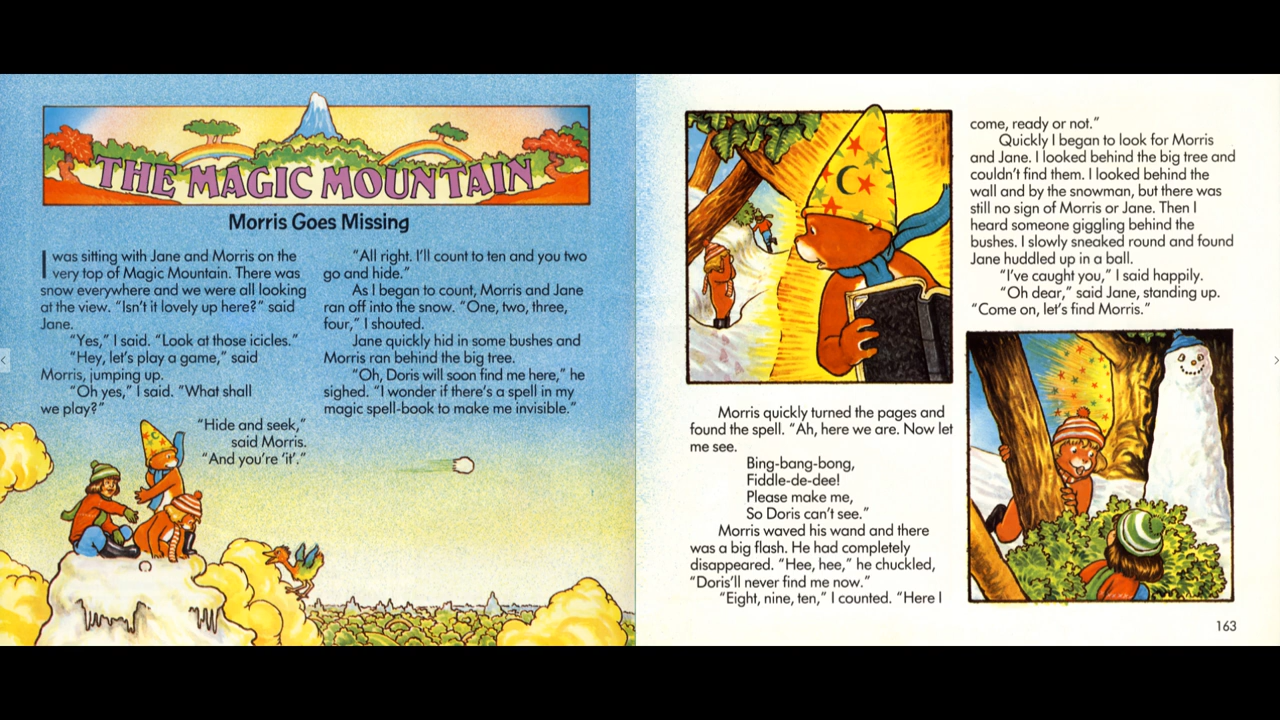 THE MAGIC MOUNTAIN
Morris Goes Missing
I was sitting with Jane and Morris on the
very top of Magic Mountain. There was
snow everywhere and we were all looking
at the view. “Isn’t it lovely up here?” said
Jane.
“Yes,” I said. “Look at those icicles.”
“Hey, let’s play a game,” said
Morris, jumping up.
“Oh yes,” I said. “What shall
we play?”
“Hide and seek,”
said Morris.
“And you’re ‘it’.”
“All right. I’ll count to ten and you two
go and hide.”
As I began to count, Morris and Jane
ran off into the snow. “One, two, three,
four,” I shouted.
Jane quickly hid in some bushes and
Morris ran behind the big tree.
“Oh, Doris will soon find me here,” he
sighed. “I wonder if there’s a spell in my
magic spell-book to make me invisible.”
Morris quickly turned the pages and
found the spell. “Ah, here we are. Now let
me see.
Bing-bang-bong,
Fiddle-de-dee!
Please make me,
So Doris can’t see.”
Morris waved his wand and there
was a big flash. He had completely
disappeared. “Hee, hee,” he chuckled,
“Doris’ll never find me now.”
“Eight, nine, ten,” I counted. “Here I
come, ready or not.”
Quickly I began to look for Morris
and Jane. I looked behind the big tree and
couldn’t find them. I looked behind the
wall and by the snowman, but there was
still no sign of Morris or Jane. Then I
heard someone giggling behind the
bushes. I slowly sneaked round and found
Jane huddled up in a ball.
“I’ve caught you,” I said happily.
“Oh dear,” said Jane, standing up.
“Come on, let’s find Morris.”
163